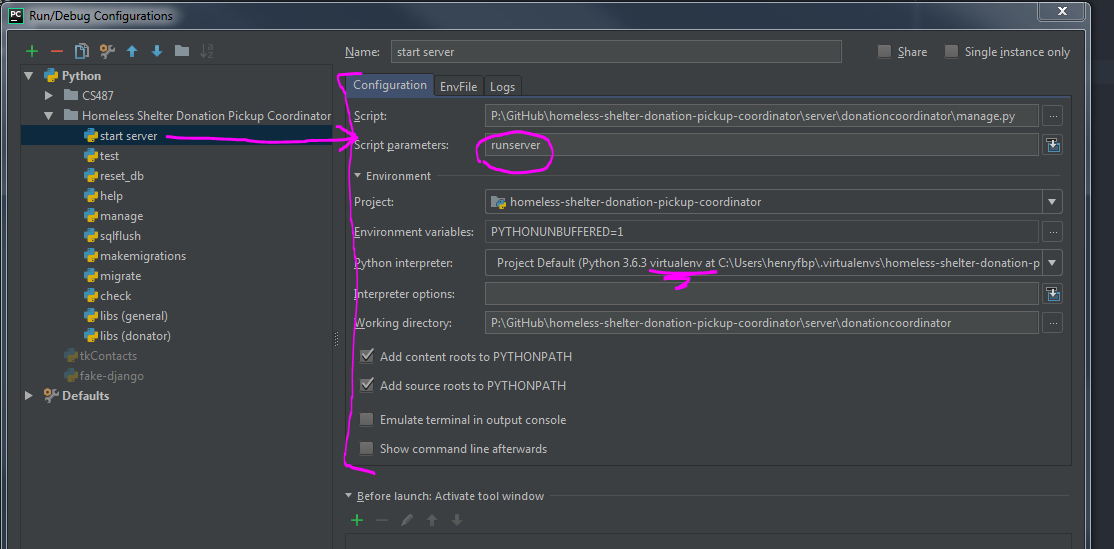 PC Run/Debug Configurations X
Name: start server Share Single instance only
Python
CS487
Homeless Shelter Donation Pickup Coordinator
start server
test
reset_db
help
manage
sqlflush
makemigrations
migrate
check
libs (general)
libs (donator)
tkContacts
fake-django
Defaults
Configuration EnvFile Logs
Script: P:\GitHub\homeless-shelter-donation-pickup-coordinator\server\donationcoordinator\manage.py ...
Script parameters: runserver
Environment
Project: homeless-shelter-donation-pickup-coordinator
Environment variables: PYTHONUNBUFFERED=1 ...
Python interpreter: Project Default (Python 3.6.3 virtualenv at C:\Users\henryfbp\.virtualenvs\homeless-shelter-donation-p
Interpreter options:
Working directory: P:\GitHub\homeless-shelter-donation-pickup-coordinator\server\donationcoordinator ...
Add content roots to PYTHONPATH
Add source roots to PYTHONPATH
Emulate terminal in output console
Show command line afterwards
Before launch: Activate tool window